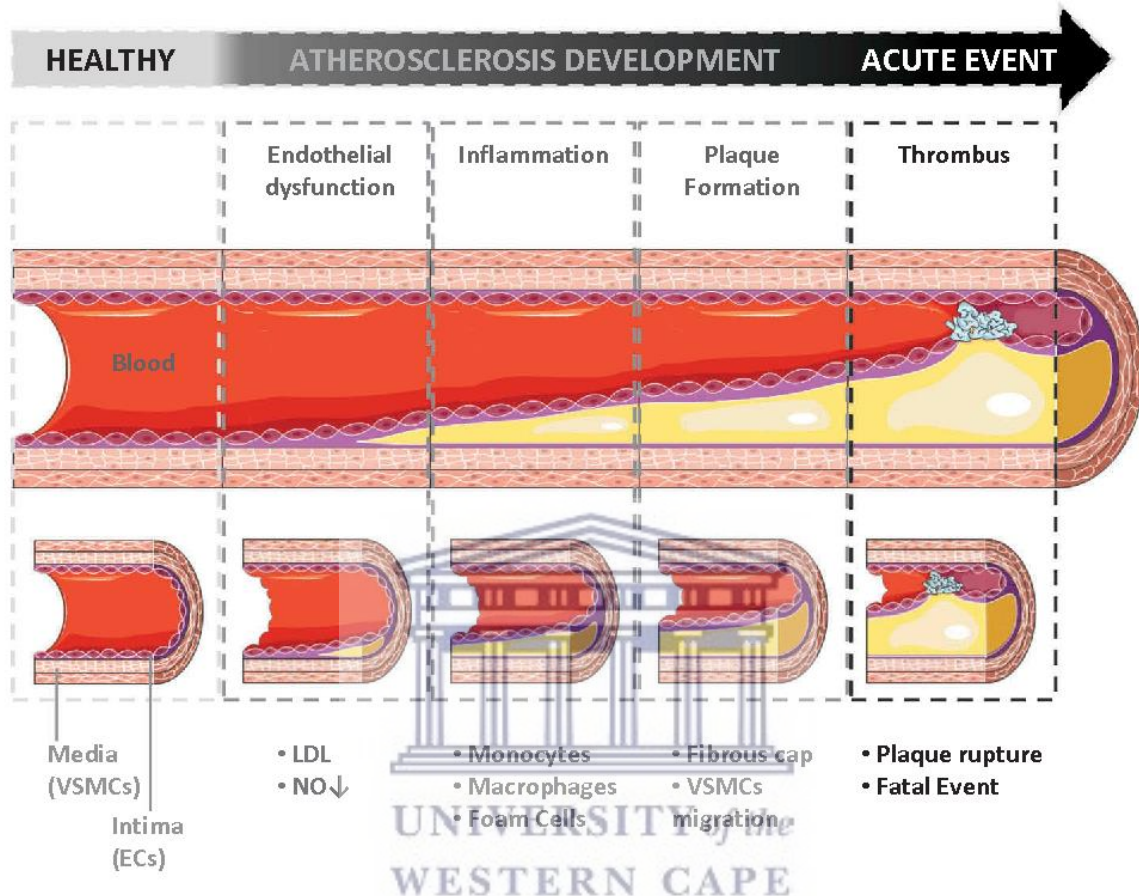 HEALTHY
ATHEROSCLEROSIS DEVELOPMENT
ACUTE EVENT
Endothelial
dysfunction
Inflammation
Plaque
Formation
Thrombus
Blood
Media
(VSMCs)
Intima
(ECs)
• LDL
• NO↓
• Monocytes
• Macrophages
• Foam Cells
• Fibrous cap
• VSMCs
migration
• Plaque rupture
• Fatal Event
UNIVERSITY of the
WESTERN CAPE